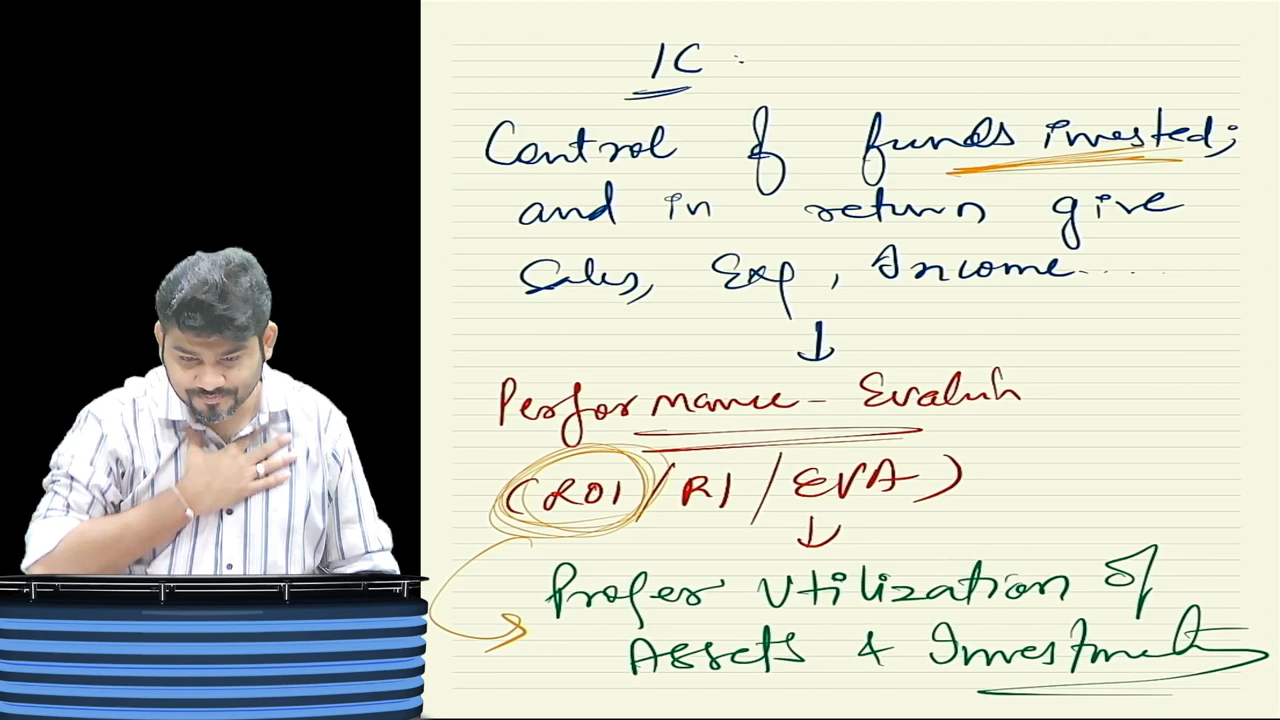 IC :
Control of funds invested;
and in return give
Sales, Exp, Income.....
↓
Performance - Evaluatn
(ROI / RI / EVA)
↓
Proper Utilization of
Assets & Investments